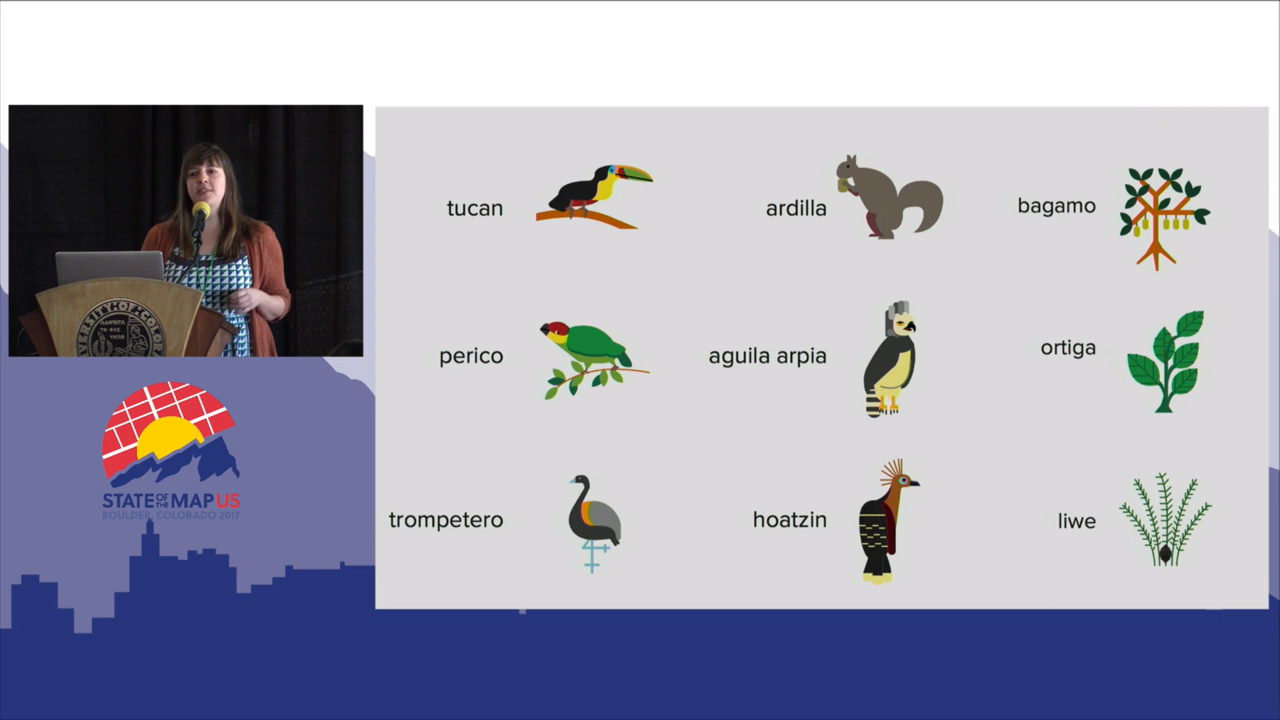 tucan
ardilla
bagamo
perico
aguila arpia
ortiga
trompetero
hoatzin
liwe
STATE OF THE MAP US
BOULDER, COLORADO 2017